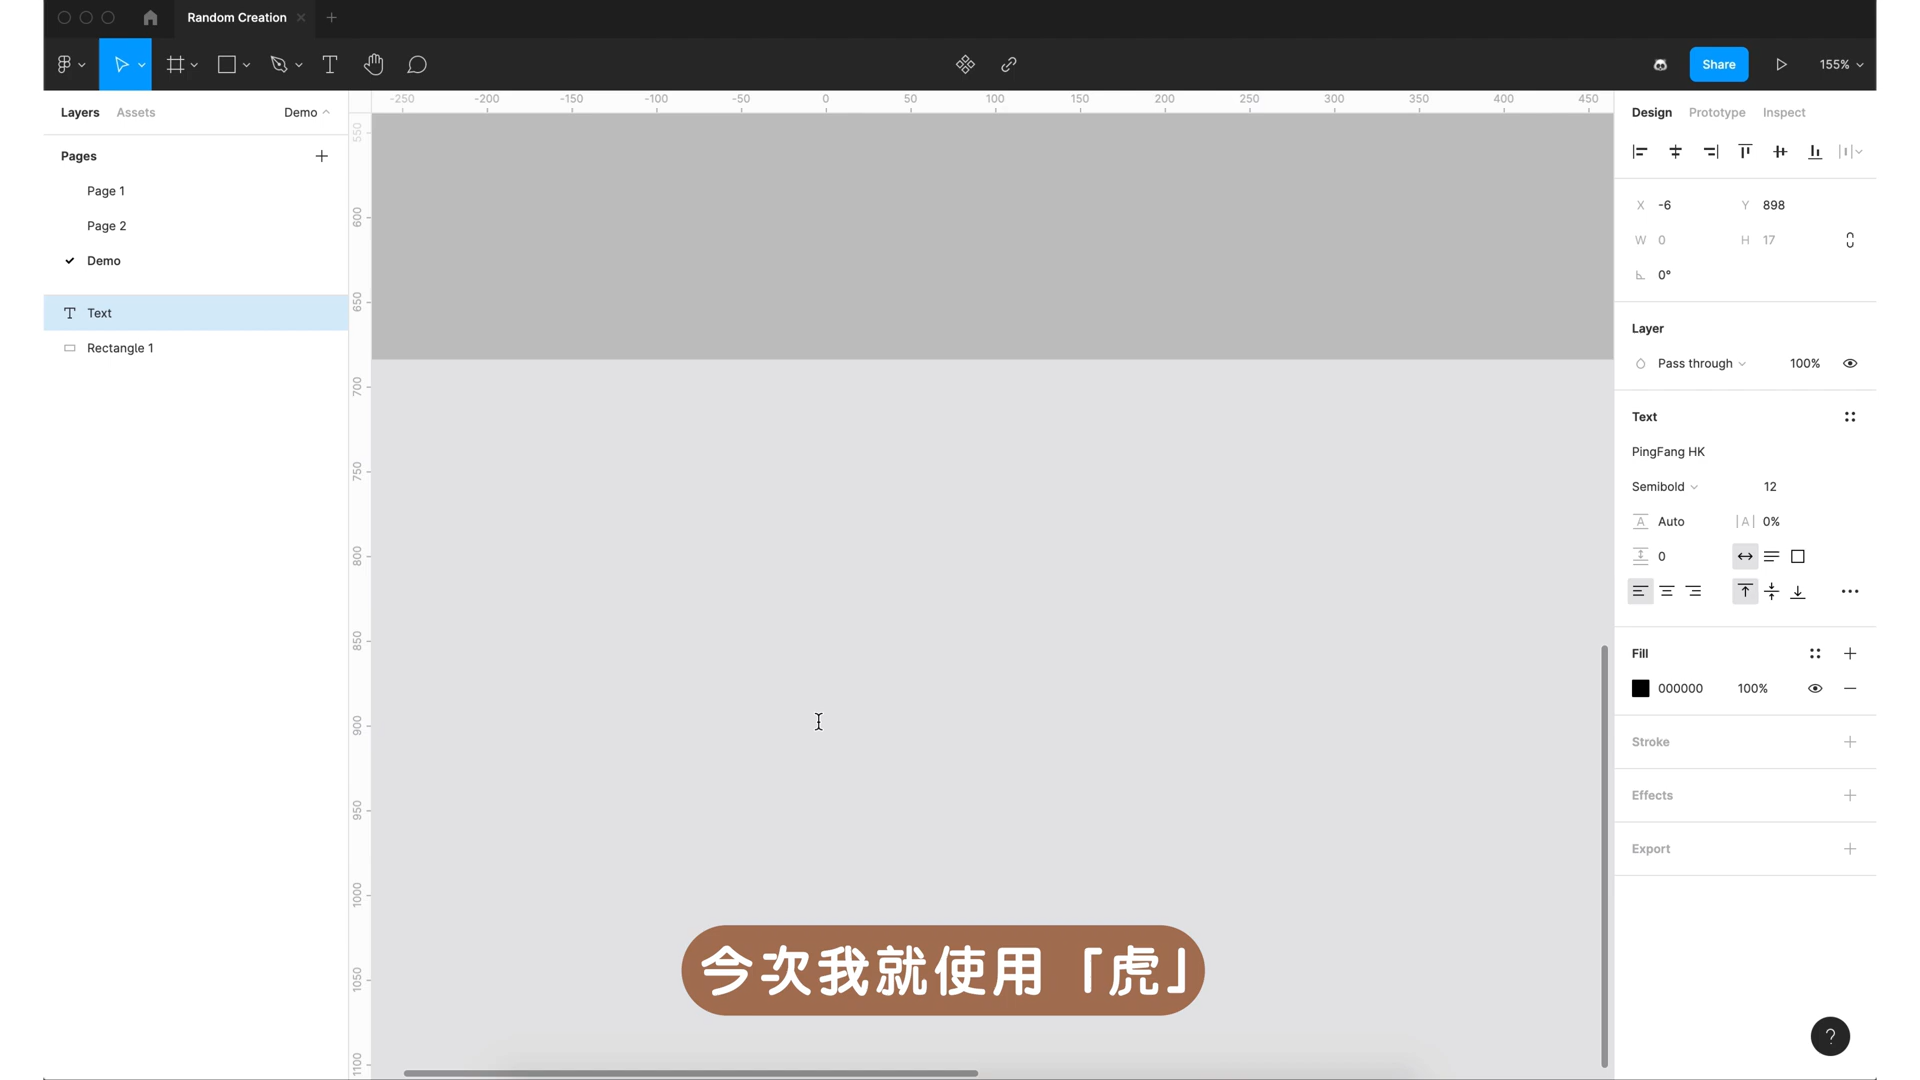 Random Creation
Share
155%
Layers
Assets
Demo
-250
-200
-150
-100
-50
0
50
100
150
200
250
300
350
400
450
Design
Prototype
Inspect
Pages
Page 1
Page 2
Demo
Text
Rectangle 1
550
600
650
700
750
800
850
900
950
1000
1050
1100
X -6 Y 898
W 0 H 17
0°
Layer
Pass through 100%
Text
PingFang HK
Semibold 12
A Auto |A| 0%
0
Fill
000000 100%
Stroke
Effects
Export
今次我就使用「虎」
?